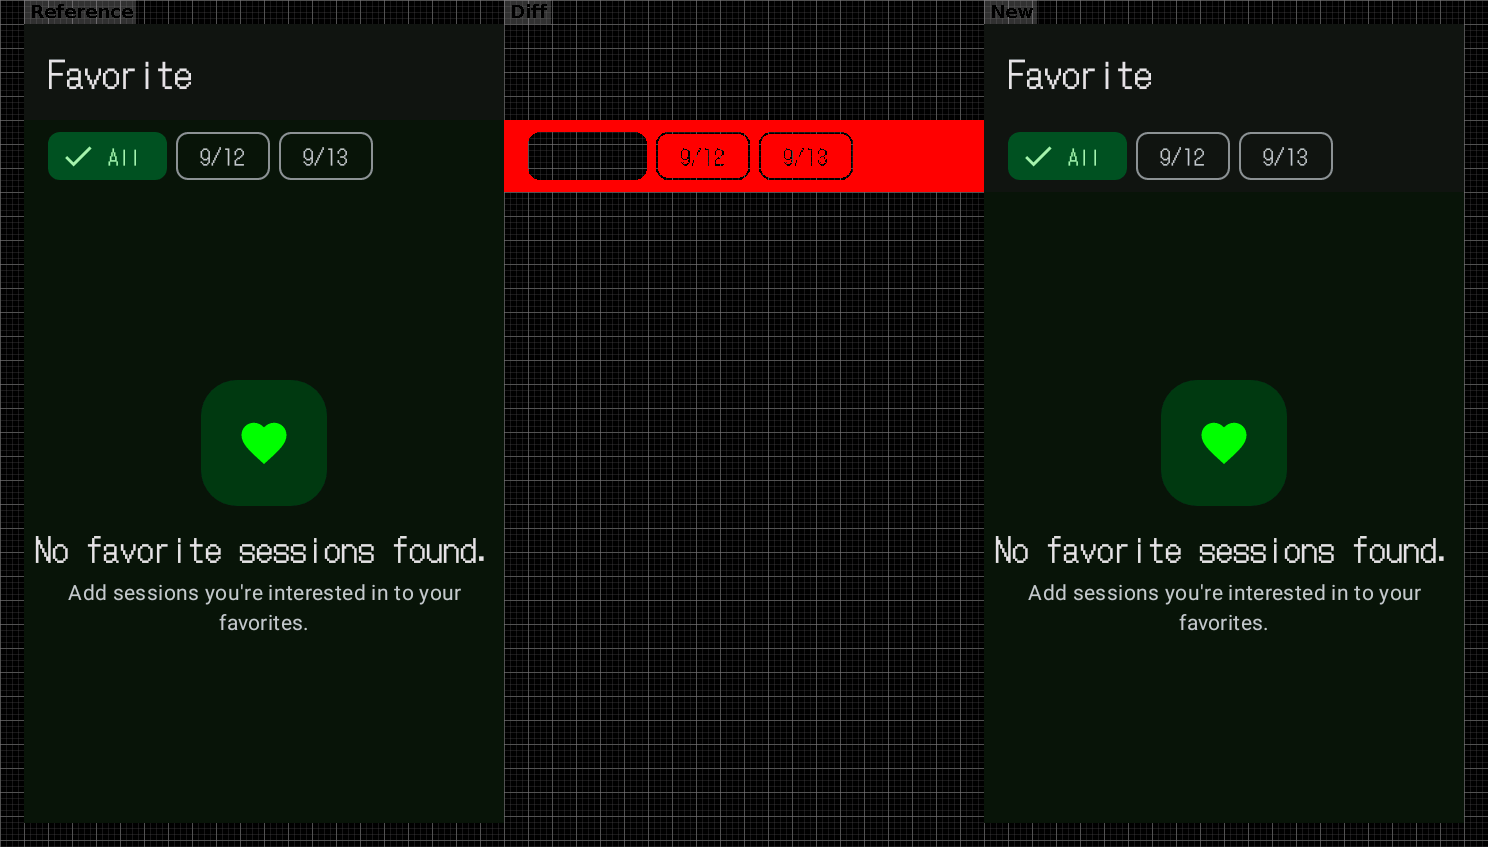 Reference
Diff
New
Favorite
All 9/12 9/13
No favorite sessions found.
Add sessions you're interested in to your
favorites.
9/12 9/13
Favorite
All 9/12 9/13
No favorite sessions found.
Add sessions you're interested in to your
favorites.